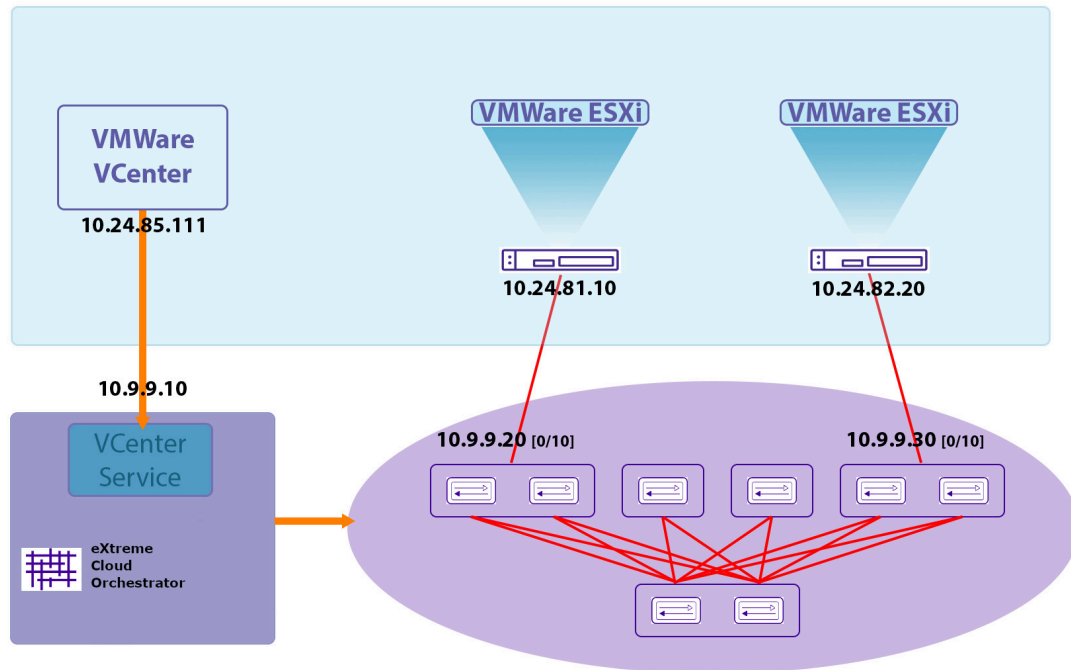 VMWare
VCenter
10.24.85.111
VMWare ESXi
10.24.81.10
VMWare ESXi
10.24.82.20
10.9.9.10
VCenter
Service
eXtreme
Cloud
Orchestrator
10.9.9.20 [0/10]
10.9.9.30 [0/10]